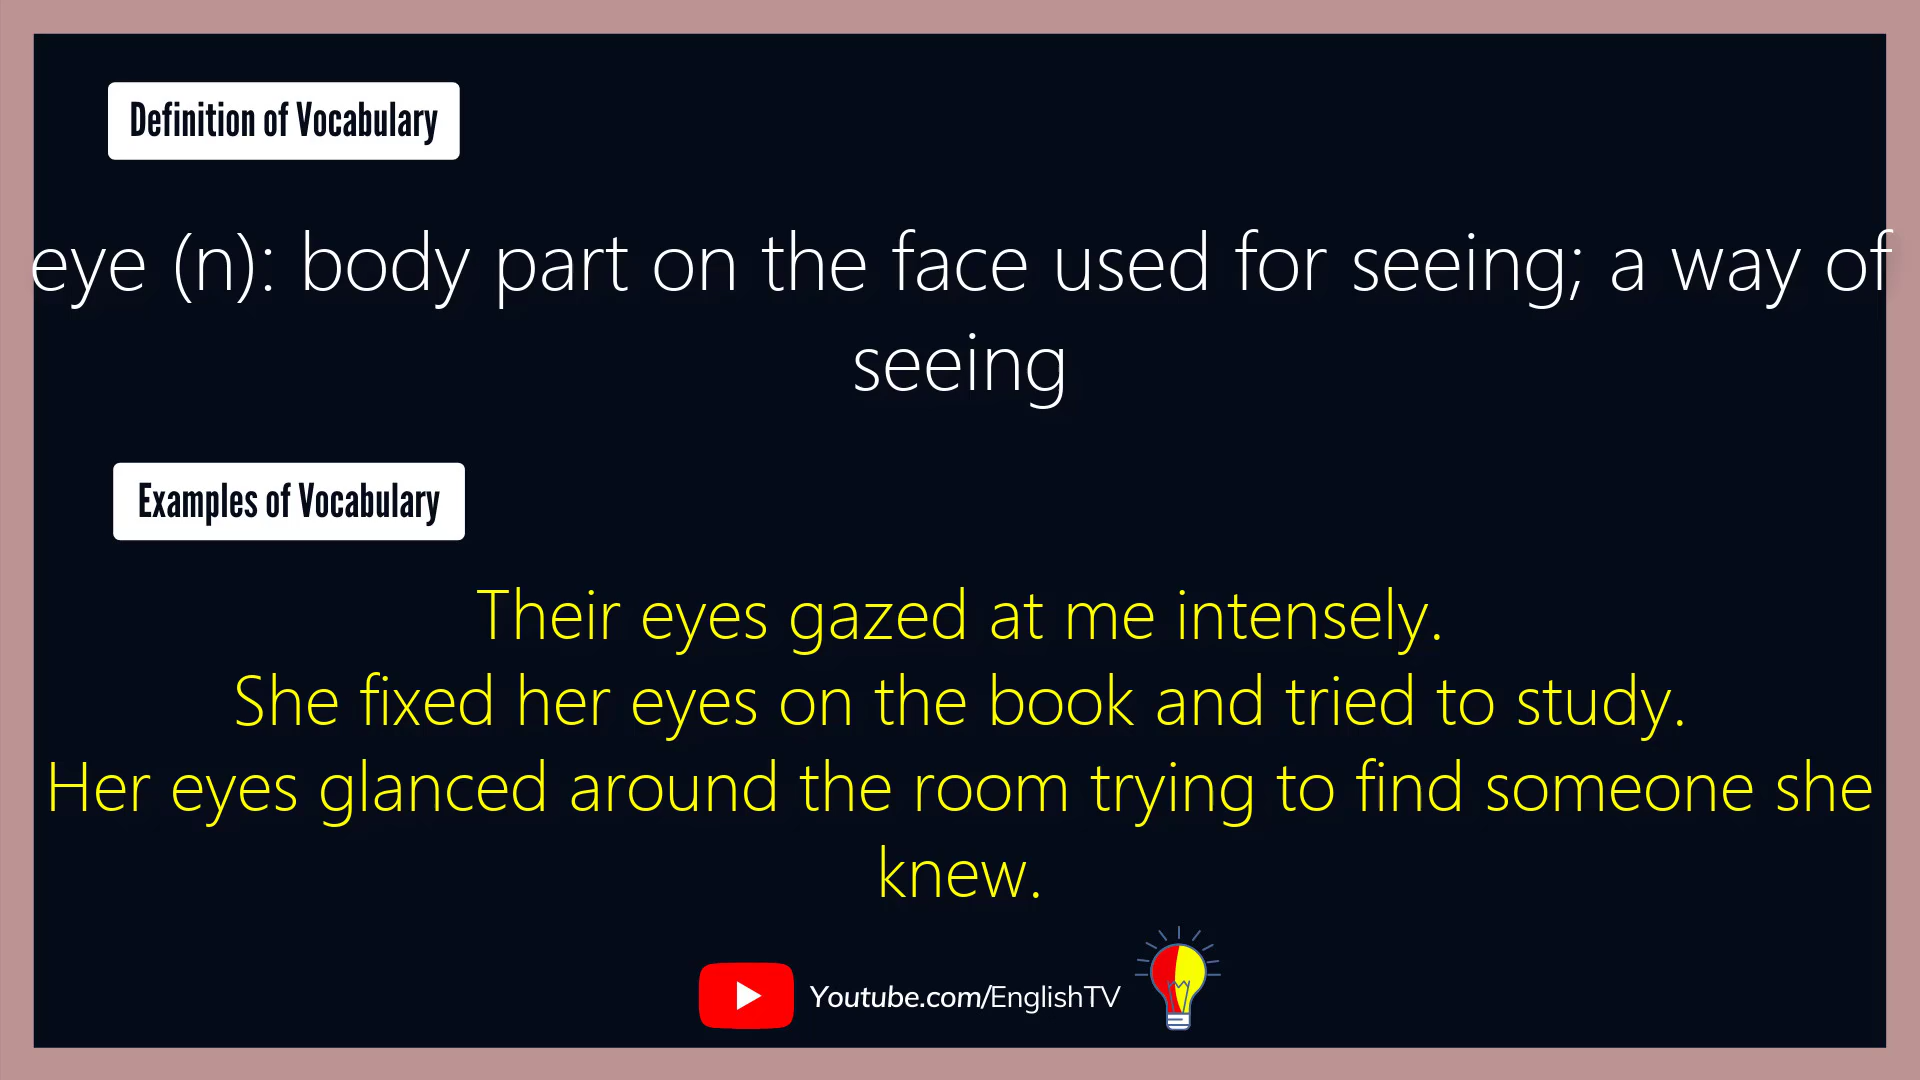 Definition of Vocabulary
eye (n): body part on the face used for seeing; a way of
seeing
Examples of Vocabulary
Their eyes gazed at me intensely.
She fixed her eyes on the book and tried to study.
Her eyes glanced around the room trying to find someone she
knew.
Youtube.com/EnglishTV